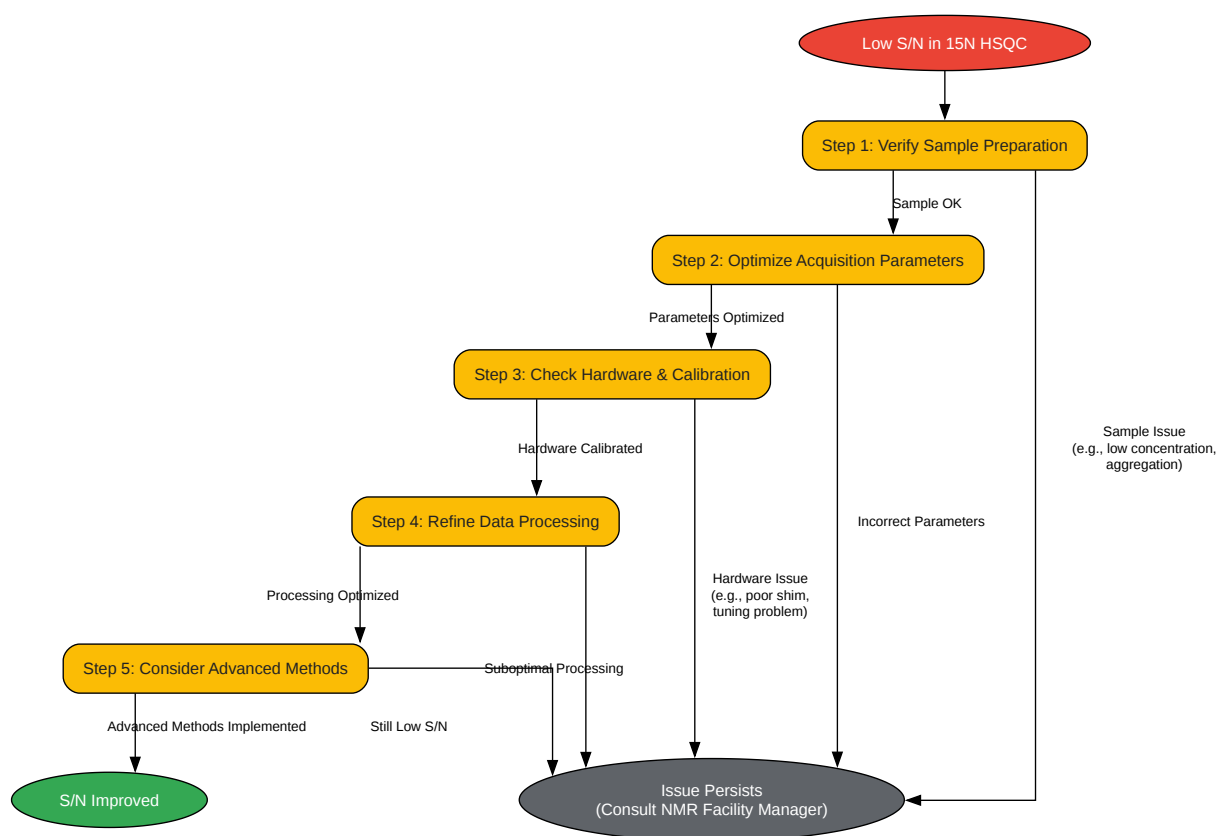 Low S/N in 15N HSQC
Step 1: Verify Sample Preparation
Sample OK
Step 2: Optimize Acquisition Parameters
Parameters Optimized
Step 3: Check Hardware & Calibration
Hardware Calibrated
Sample Issue
(e.g., low concentration,
aggregation)
Step 4: Refine Data Processing
Incorrect Parameters
Processing Optimized
Hardware Issue
(e.g., poor shim,
tuning problem)
Step 5: Consider Advanced Methods
Suboptimal Processing
Advanced Methods Implemented
Still Low S/N
S/N Improved
Issue Persists
(Consult NMR Facility Manager)